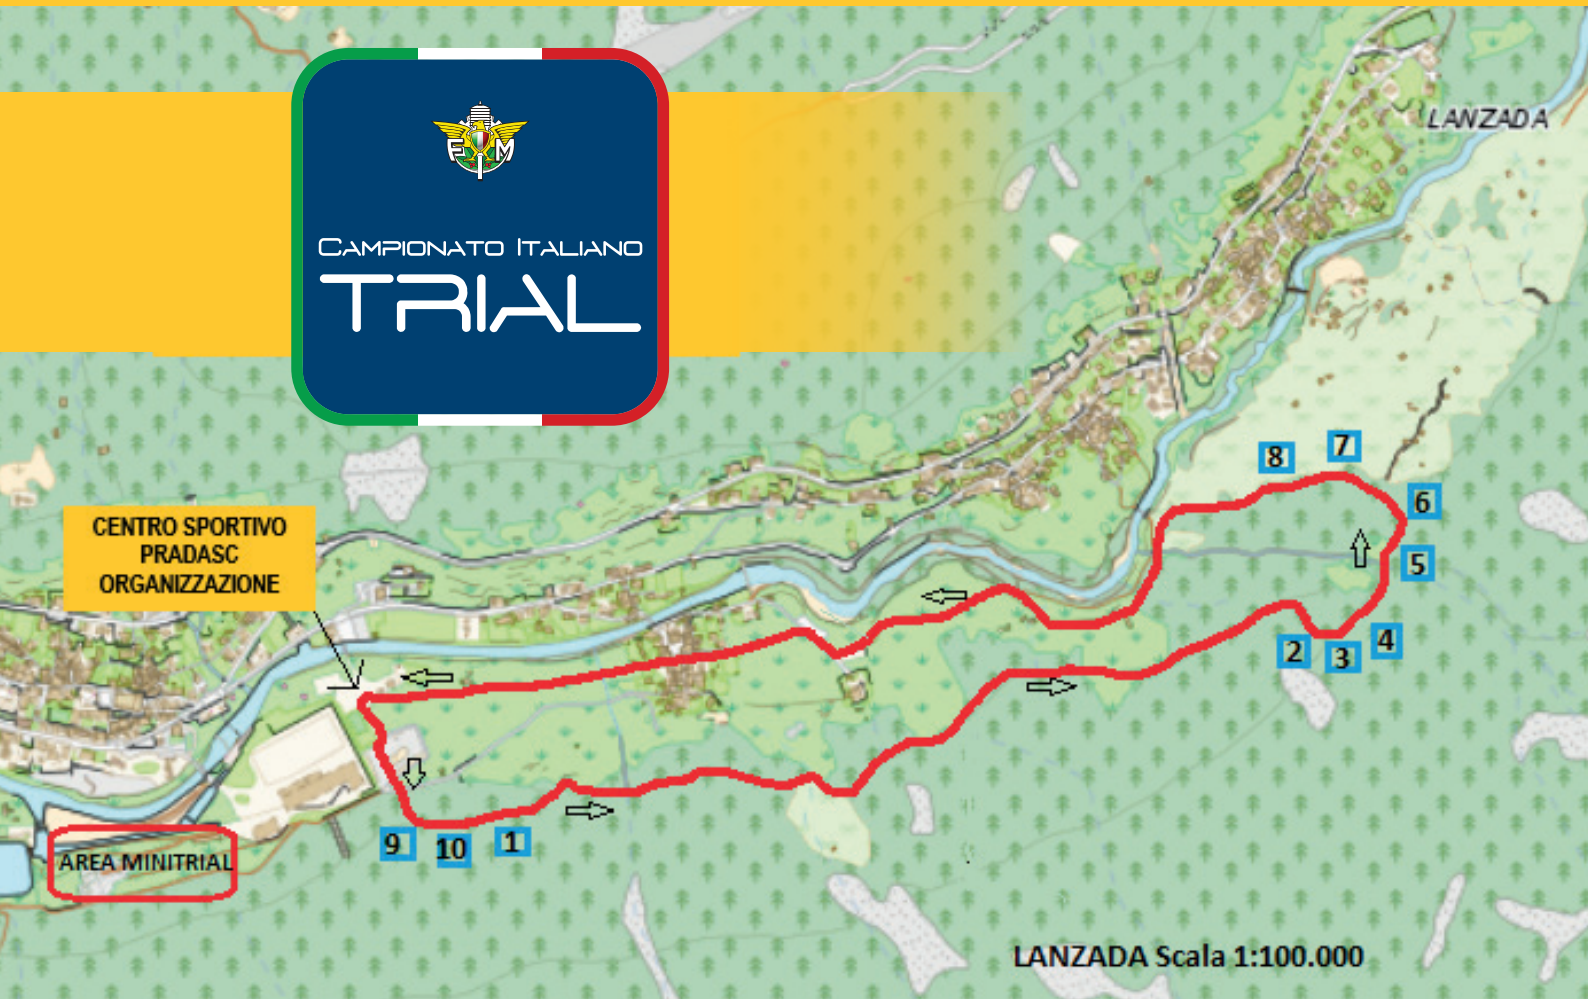 LANZADA
FM
CAMPIONATO ITALIANO
TRIAL
8
7
6
5
4
3
2
CENTRO SPORTIVO
PRADASC
ORGANIZZAZIONE
9
10
1
AREA MINITRIAL
LANZADA Scala 1:100.000